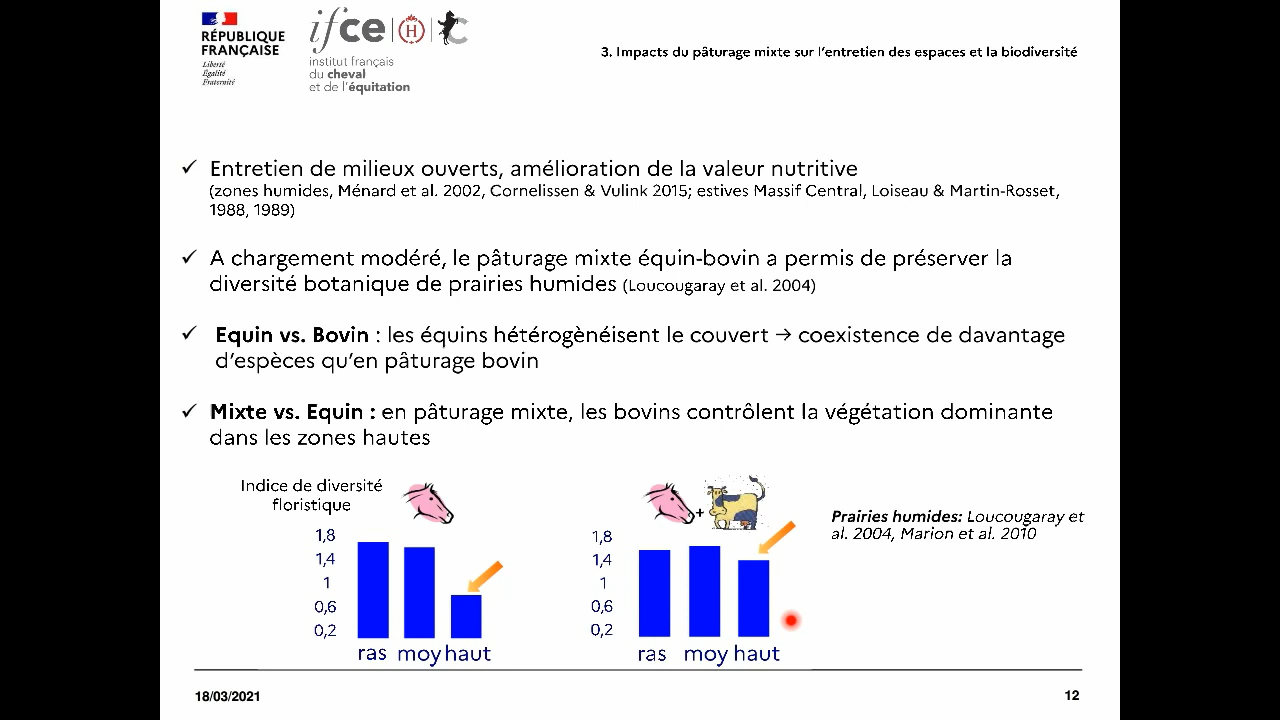 RÉPUBLIQUE
FRANÇAISE
Liberté
Égalité
Fraternité
ifce H
institut français
du cheval
et de l'équitation
3. Impacts du pâturage mixte sur l'entretien des espaces et la biodiversité
✓ Entretien de milieux ouverts, amélioration de la valeur nutritive
(zones humides, Ménard et al. 2002, Cornelissen & Vulink 2015; estives Massif Central, Loiseau & Martin-Rosset,
1988, 1989)
✓ A chargement modéré, le pâturage mixte équin-bovin a permis de préserver la
diversité botanique de prairies humides (Loucougaray et al. 2004)
✓ Equin vs. Bovin : les équins hétérogènéisent le couvert → coexistence de davantage
d'espèces qu'en pâturage bovin
✓ Mixte vs. Equin : en pâturage mixte, les bovins contrôlent la végétation dominante
dans les zones hautes
Indice de diversité
floristique
1,8
1,4
1
0,6
0,2
ras moy haut
+
1,8
1,4
1
0,6
0,2
ras moy haut
Prairies humides: Loucougaray et
al. 2004, Marion et al. 2010
18/03/2021
12